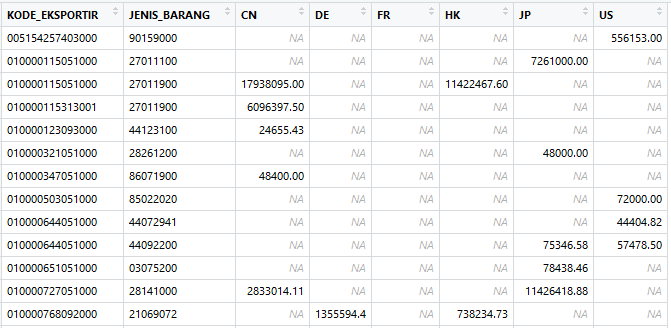 KODE_EKSPORTIR JENIS_BARANG CN DE FR HK JP US
005154257403000 90159000 NA NA NA NA NA 556153.00
010000115051000 27011100 NA NA NA NA 7261000.00 NA
010000115051000 27011900 17938095.00 NA NA 11422467.60 NA NA
010000115313001 27011900 6096397.50 NA NA NA NA NA
010000123093000 44123100 24655.43 NA NA NA NA NA
010000321051000 28261200 NA NA NA NA 48000.00 NA
010000347051000 86071900 48400.00 NA NA NA NA NA
010000503051000 85022020 NA NA NA NA NA 72000.00
010000644051000 44072941 NA NA NA NA NA 44404.82
010000644051000 44092200 NA NA NA NA 75346.58 57478.50
010000651051000 03075200 NA NA NA NA 78438.46 NA
010000727051000 28141000 2833014.11 NA NA NA 11426418.88 NA
010000768092000 21069072 NA 1355594.4 NA 738234.73 NA NA